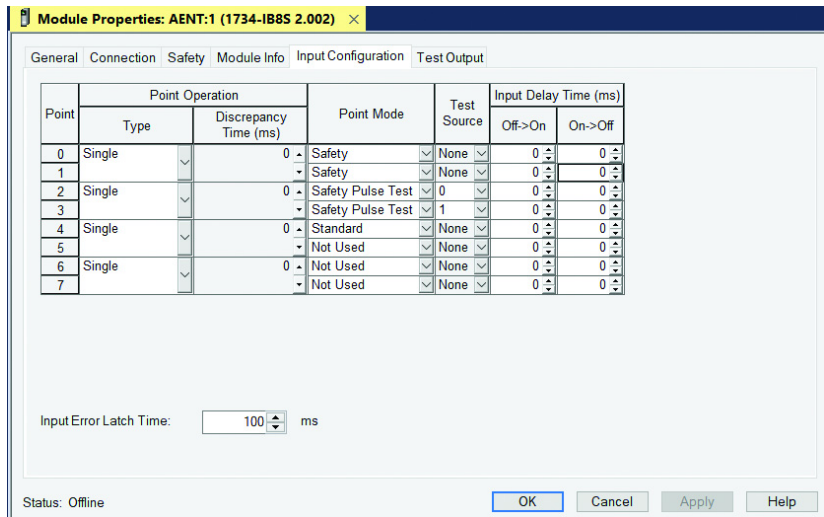 Module Properties: AENT:1 (1734-IB8S 2.002) ×
General Connection Safety Module Info Input Configuration Test Output
Point Point Operation Point Mode Test Source Input Delay Time (ms)
Type Discrepancy Time (ms) Off->On On->Off
0 Single 0 Safety None 0 0
1 Safety None 0 0
2 Single 0 Safety Pulse Test 0 0 0
3 Safety Pulse Test 1 0 0
4 Single 0 Standard None 0 0
5 Not Used None 0 0
6 Single 0 Not Used None 0 0
7 Not Used None 0 0
Input Error Latch Time: 100 ms
Status: Offline OK Cancel Apply Help